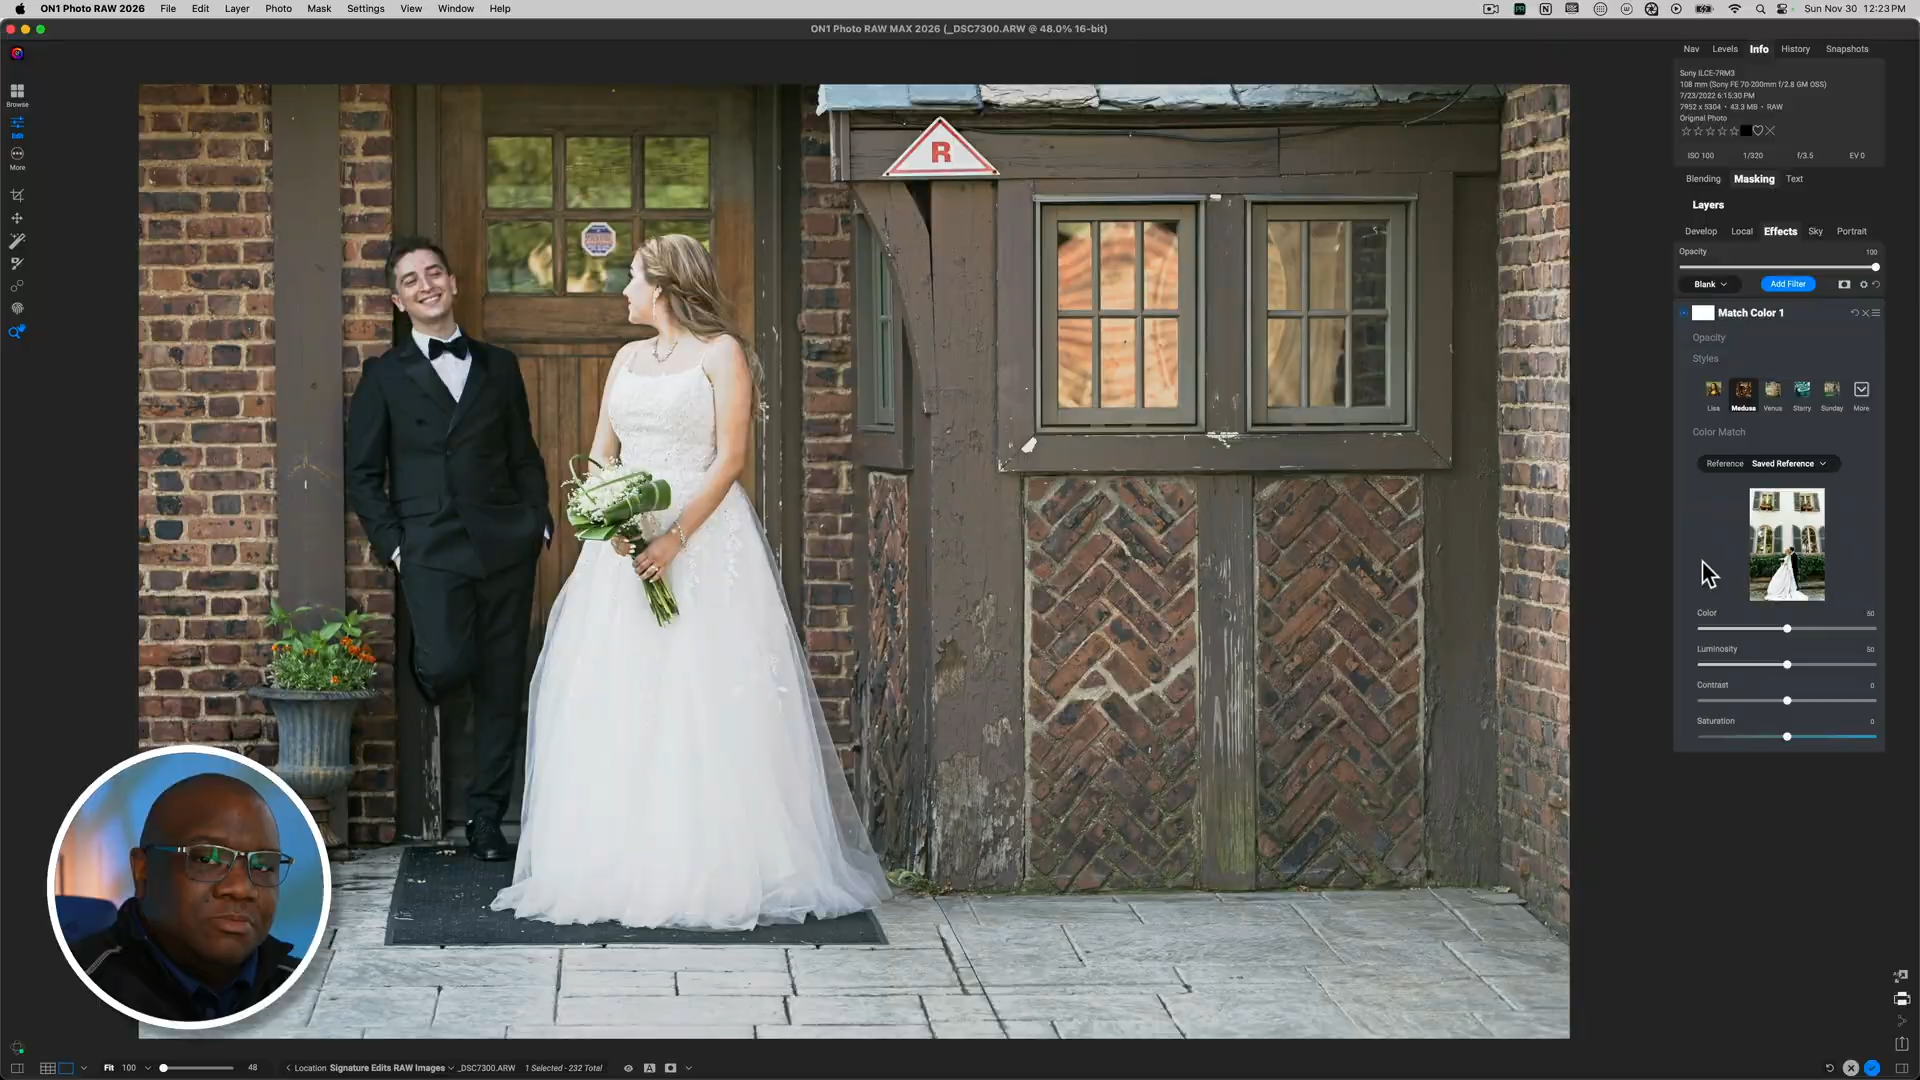 ON1 Photo RAW 2026 File Edit Layer Photo Mask Settings View Window Help Sun Nov 30 12:23 PM
ON1 Photo RAW MAX 2026 (_DSC7300.ARW @ 48.0% 16-bit)
Nav Levels Info History Snapshots
Sony ILCE-7RM3
108 mm (Sony FE 70-200mm f/2.8 GM OSS)
7/23/2022 6:15:30 PM
7952 x 5304 • 43.3 MB • RAW
Original Photo
ISO 100 1/320 f/3.5 EV 0
Browse
Edit
More
Blending Masking Text
Layers
Develop Local Effects Sky Portrait
Opacity 100
Blank Add Filter
Match Color 1
Opacity
Styles
Lisa Medusa Venus Starry Sunday More
Color Match
Reference Saved Reference
Color 50
Luminosity 50
Contrast 0
Saturation 0
R
Fit 100 48 Location Signature Edits RAW Images _DSC7300.ARW 1 Selected - 232 Total